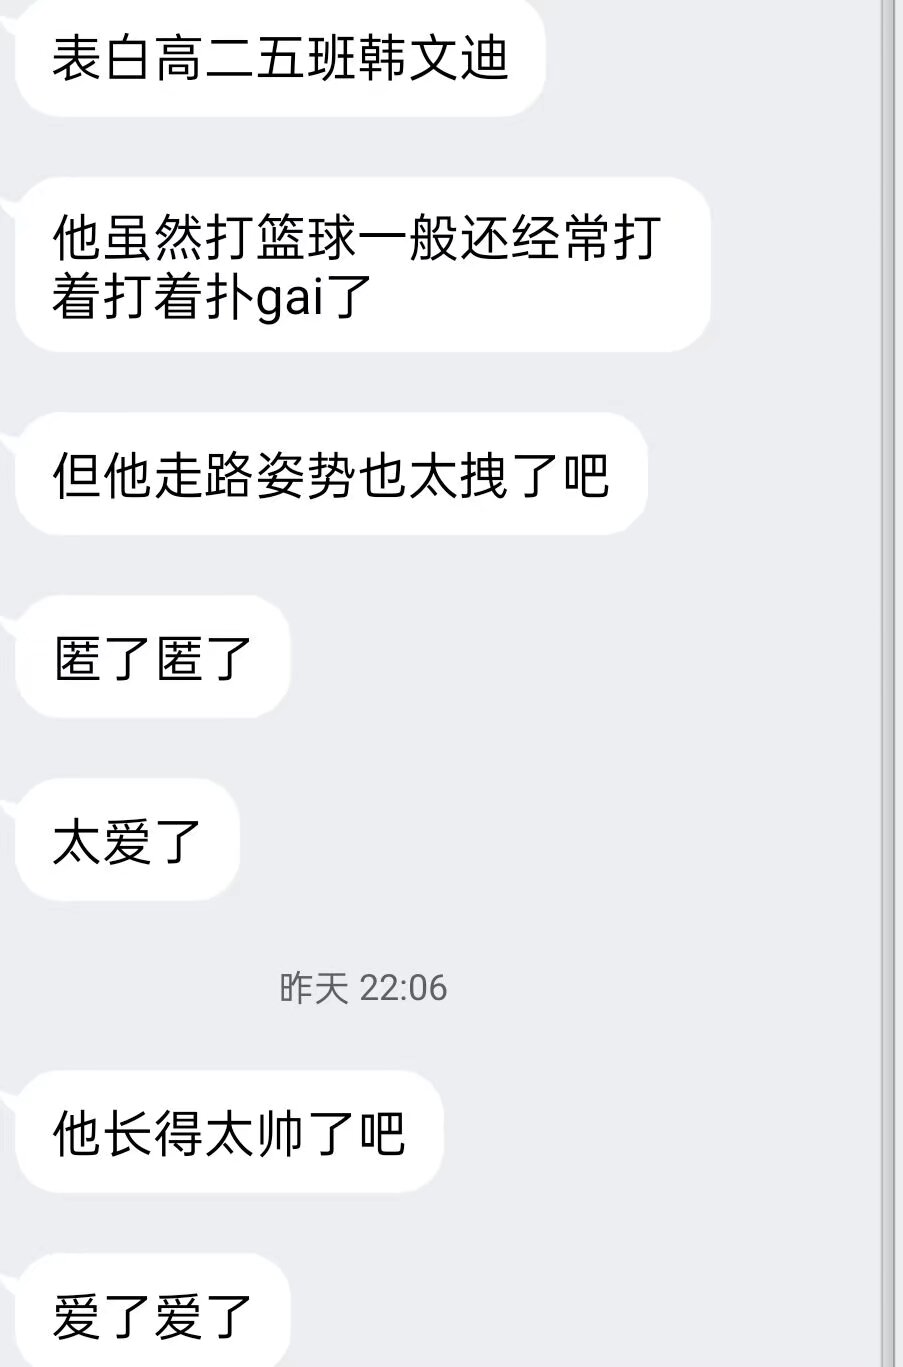 表白高二五班韩文迪
他虽然打篮球一般还经常打
着打着扑gai了
但他走路姿势也太拽了吧
匿了匿了
太爱了
昨天 22:06
他长得太帅了吧
爱了爱了